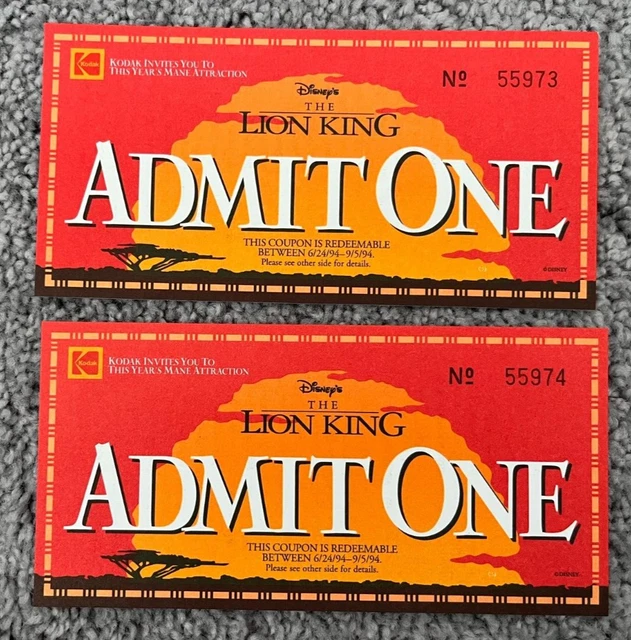 Kodak
KODAK INVITES YOU TO
THIS YEAR'S MANE ATTRACTION
Nº 55973
DISNEY'S
THE
LION KING
ADMIT ONE
THIS COUPON IS REDEEMABLE
BETWEEN 6/24/94–9/5/94.
Please see other side for details.
©DISNEY
Kodak
KODAK INVITES YOU TO
THIS YEAR'S MANE ATTRACTION
Nº 55974
DISNEY'S
THE
LION KING
ADMIT ONE
THIS COUPON IS REDEEMABLE
BETWEEN 6/24/94–9/5/94.
Please see other side for details.
©DISNEY